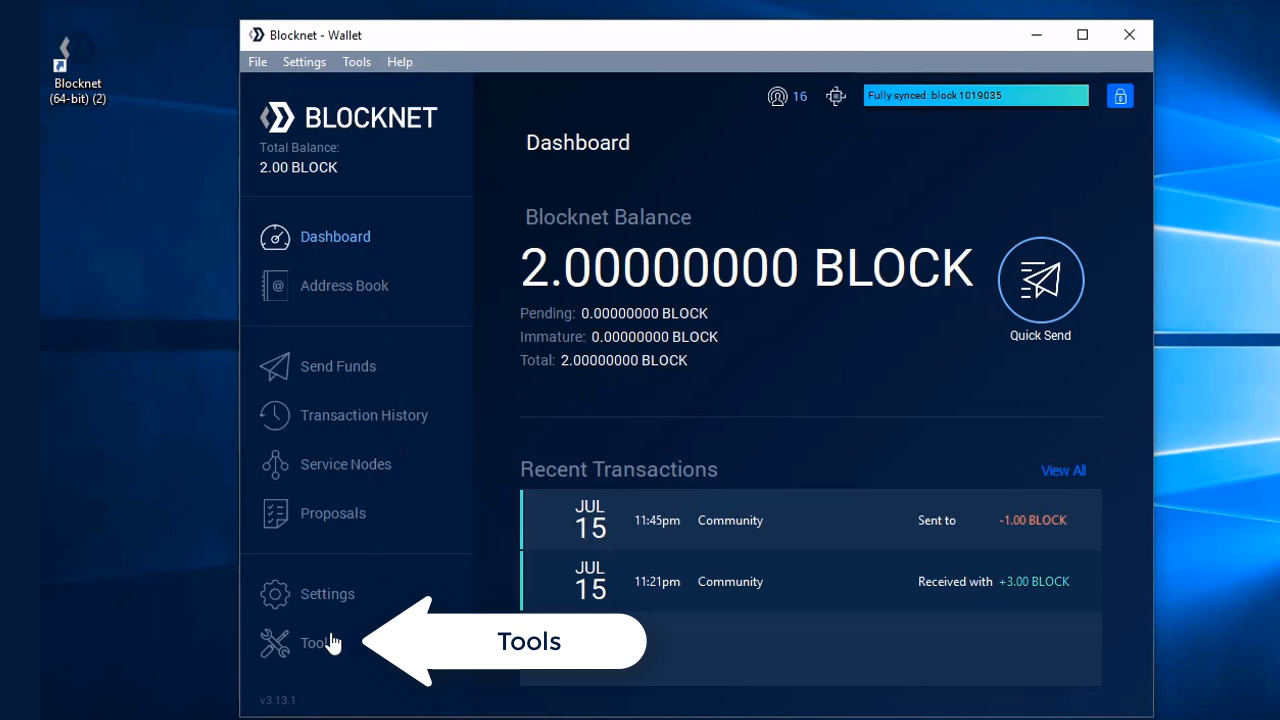 Blocknet
(64-bit) (2)
Blocknet - Wallet
File Settings Tools Help
BLOCKNET
Total Balance:
2.00 BLOCK
16
Fully synced: block 1019035
Dashboard
Dashboard
Address Book
Send Funds
Transaction History
Service Nodes
Proposals
Settings
v3.13.1
Blocknet Balance
2.00000000 BLOCK
Pending: 0.00000000 BLOCK
Immature: 0.00000000 BLOCK
Total: 2.00000000 BLOCK
Quick Send
Recent Transactions
View All
JUL
15
11:45pm Community Sent to -1.00 BLOCK
JUL
15
11:21pm Community Received with +3.00 BLOCK
Tools